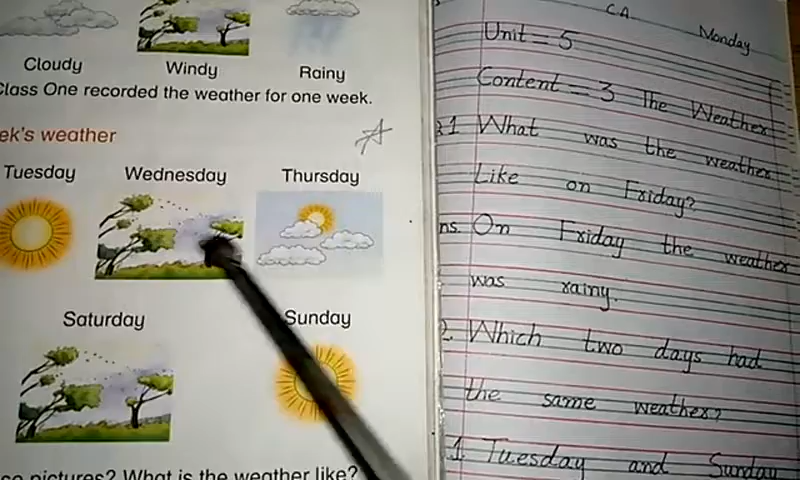 Cloudy
Windy
Rainy
Class One recorded the weather for one week.
ek's weather
Tuesday
Wednesday
Thursday
Saturday
Sunday
pictures? What is the weather like?
C.A
Monday
Unit = 5
Content = 3 The Weather
1 What was the weather
Like on Friday?
ns. On Friday the weather
was rainy.
2. Which two days had
the same weather?
1. Tuesday and Sunday